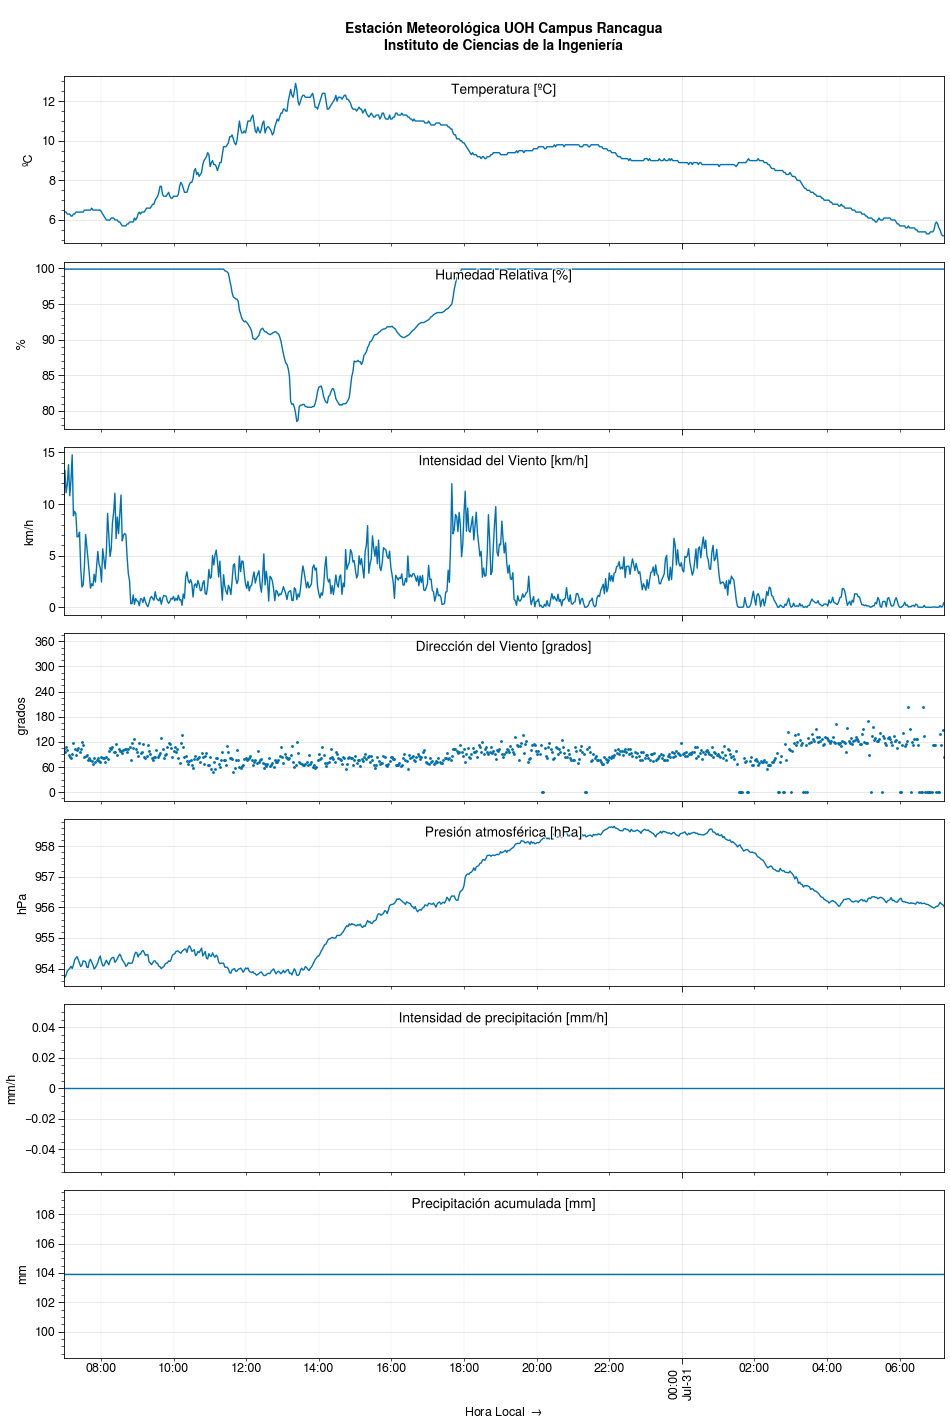 Estación Meteorológica UOH Campus Rancagua
Instituto de Ciencias de la Ingeniería
Temperatura [ºC]
12
10
8
6
ºC
Humedad Relativa [%]
100
95
90
85
80
%
Intensidad del Viento [km/h]
15
10
5
0
km/h
Dirección del Viento [grados]
360
300
240
180
120
60
0
grados
Presión atmosférica [hPa]
958
957
956
955
954
hPa
Intensidad de precipitación [mm/h]
0.04
0.02
0
−0.02
−0.04
mm/h
Precipitación acumulada [mm]
108
106
104
102
100
mm
08:00
10:00
12:00
14:00
16:00
18:00
20:00
22:00
00:00
Jul-31
02:00
04:00
06:00
Hora Local →